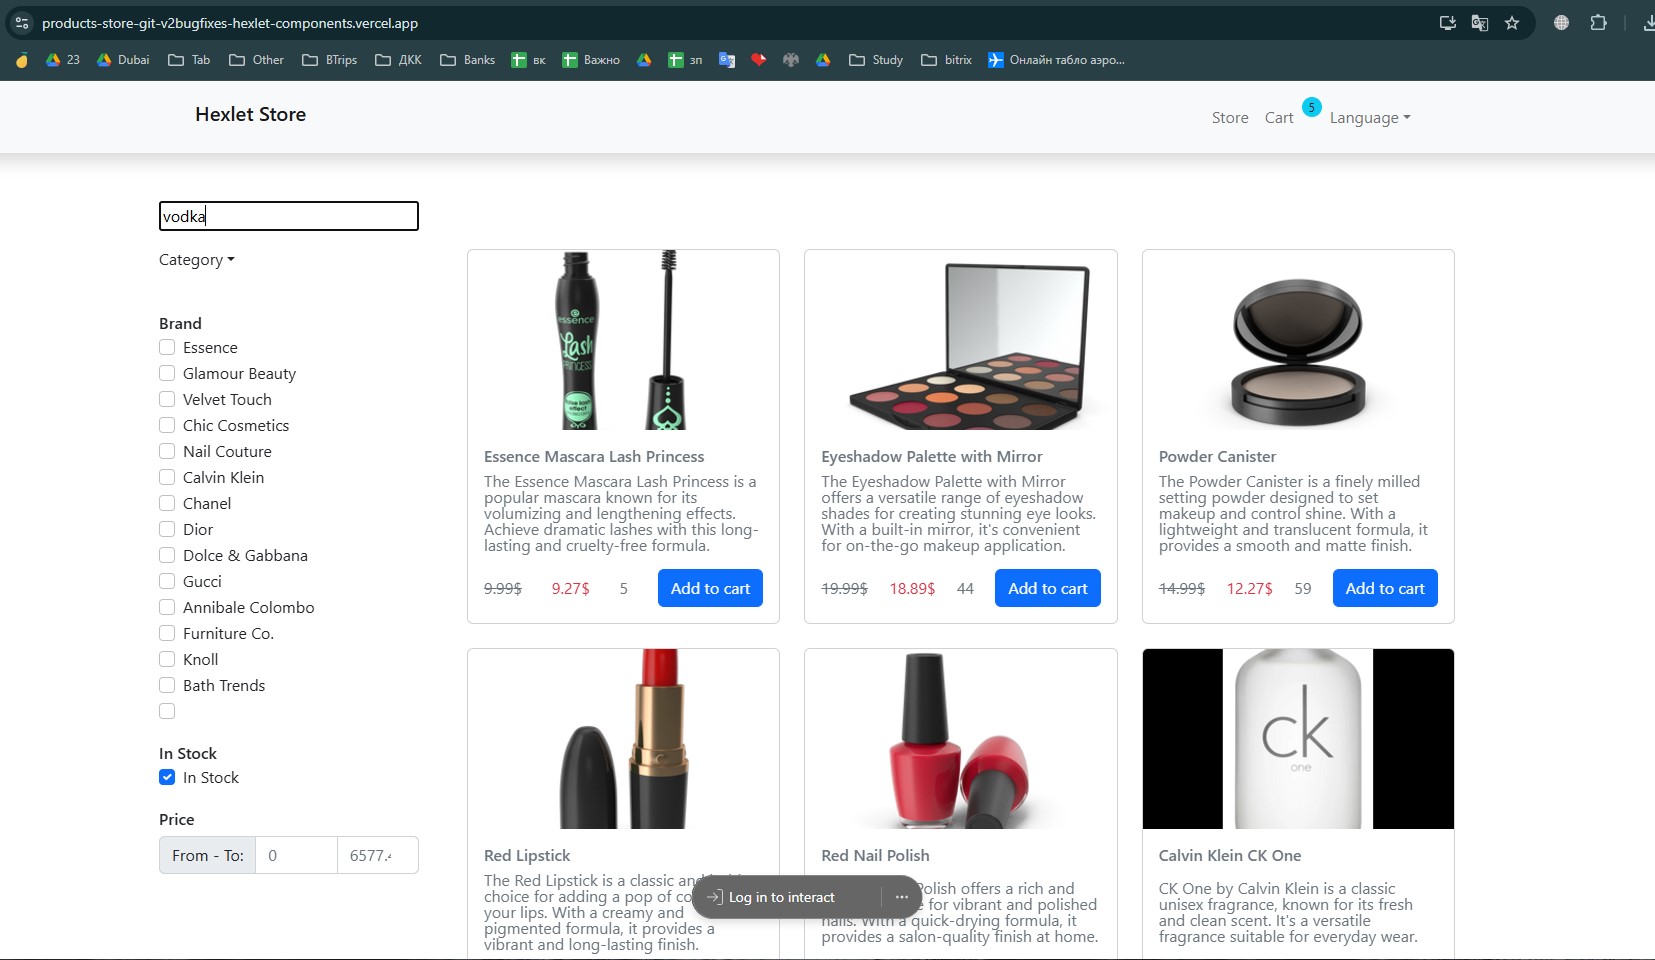 products-store-git-v2bugfixes-hexlet-components.vercel.app
23 Dubai Tab Other BTrips ДКК Banks вк Важно зп Study bitrix Онлайн табло аэро...
Hexlet Store
Store Cart 5 Language
vodka
Category
Brand
Essence
Glamour Beauty
Velvet Touch
Chic Cosmetics
Nail Couture
Calvin Klein
Chanel
Dior
Dolce & Gabbana
Gucci
Annibale Colombo
Furniture Co.
Knoll
Bath Trends
In Stock
In Stock
Price
From - To: 0 6577.
essence
Lash
PRINCESS
false lash
effect
Essence Mascara Lash Princess
The Essence Mascara Lash Princess is a
popular mascara known for its
volumizing and lengthening effects.
Achieve dramatic lashes with this long-
lasting and cruelty-free formula.
9.99$ 9.27$ 5 Add to cart
Eyeshadow Palette with Mirror
The Eyeshadow Palette with Mirror
offers a versatile range of eyeshadow
shades for creating stunning eye looks.
With a built-in mirror, it's convenient
for on-the-go makeup application.
19.99$ 18.89$ 44 Add to cart
Powder Canister
The Powder Canister is a finely milled
setting powder designed to set
makeup and control shine. With a
lightweight and translucent formula, it
provides a smooth and matte finish.
14.99$ 12.27$ 59 Add to cart
Red Lipstick
The Red Lipstick is a classic and
choice for adding a pop of co
your lips. With a creamy and
pigmented formula, it provides a
vibrant and long-lasting finish.
Red Nail Polish
Polish offers a rich and
for vibrant and polished
nails. With a quick-drying formula, it
provides a salon-quality finish at home.
ck
one
Calvin Klein CK One
CK One by Calvin Klein is a classic
unisex fragrance, known for its fresh
and clean scent. It's a versatile
fragrance suitable for everyday wear.
Log in to interact